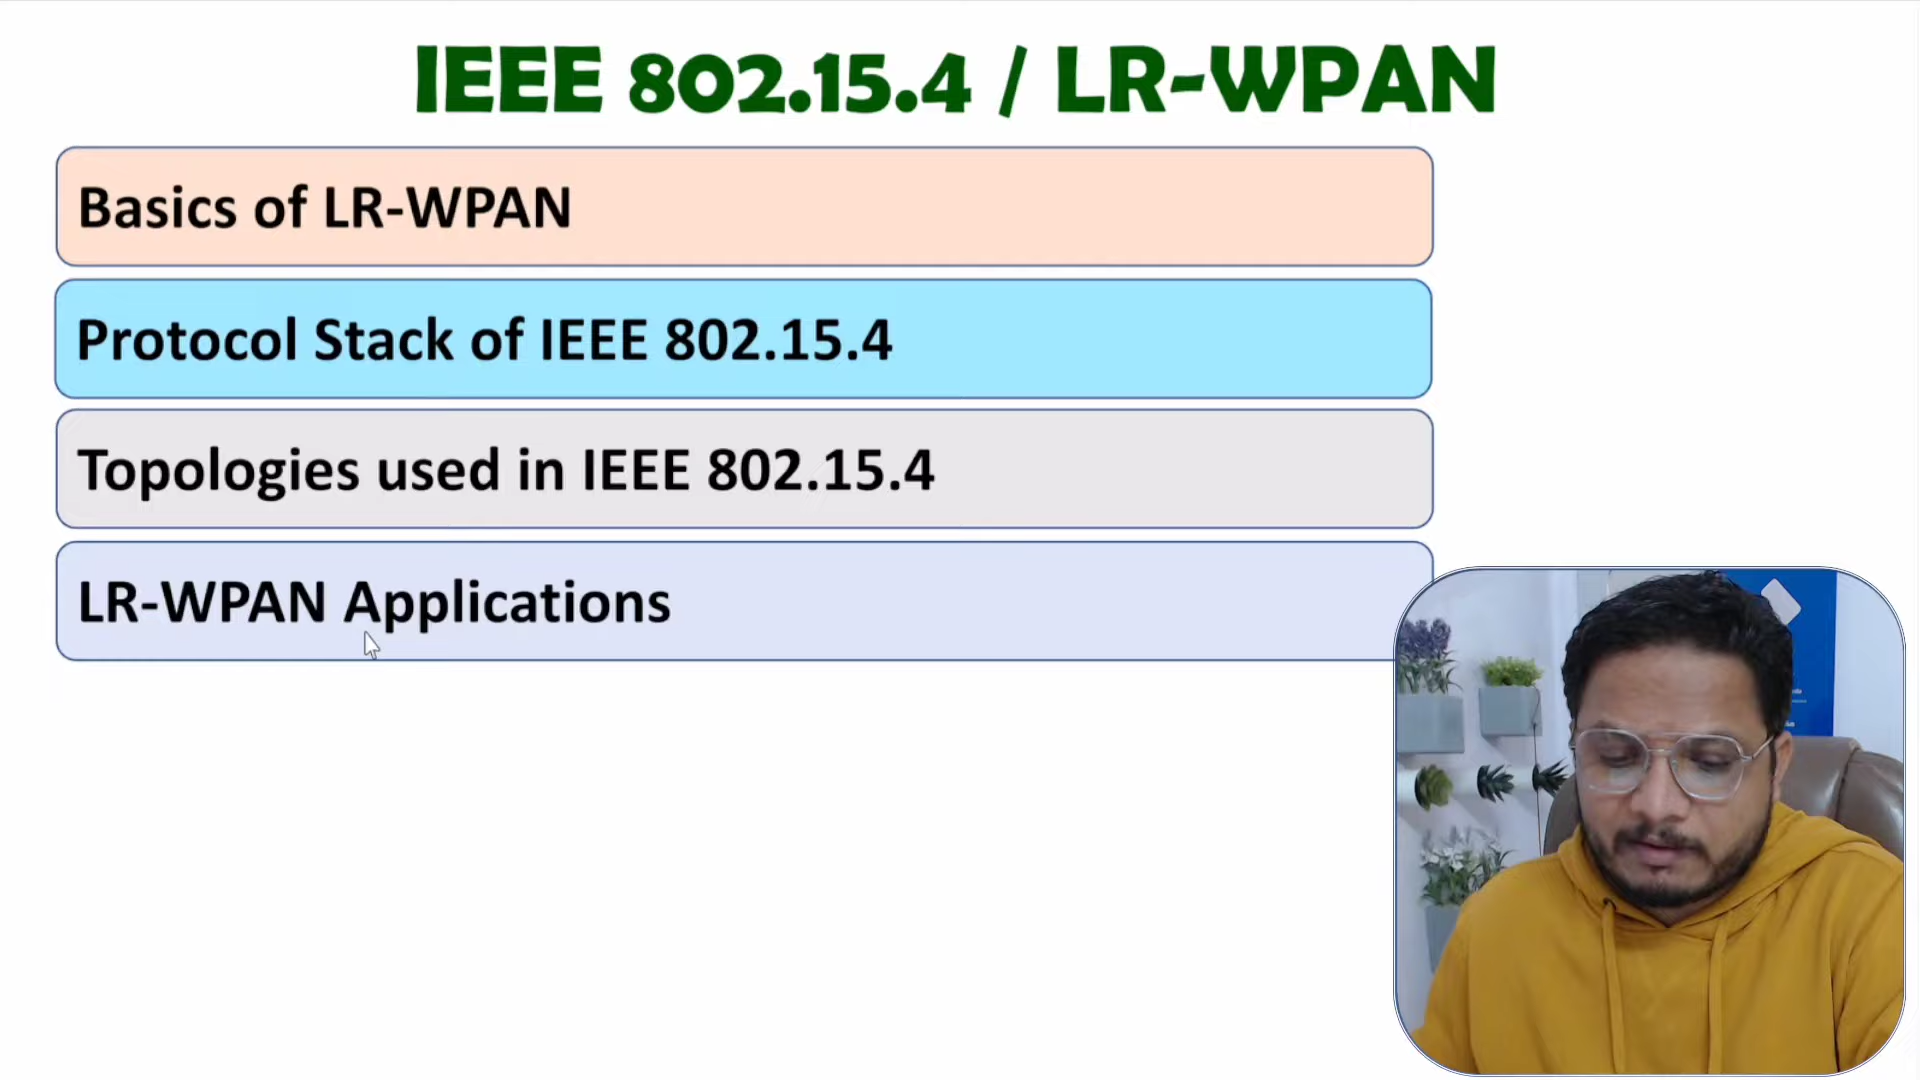 IEEE 802.15.4 / LR-WPAN
Basics of LR-WPAN
Protocol Stack of IEEE 802.15.4
Topologies used in IEEE 802.15.4
LR-WPAN Applications